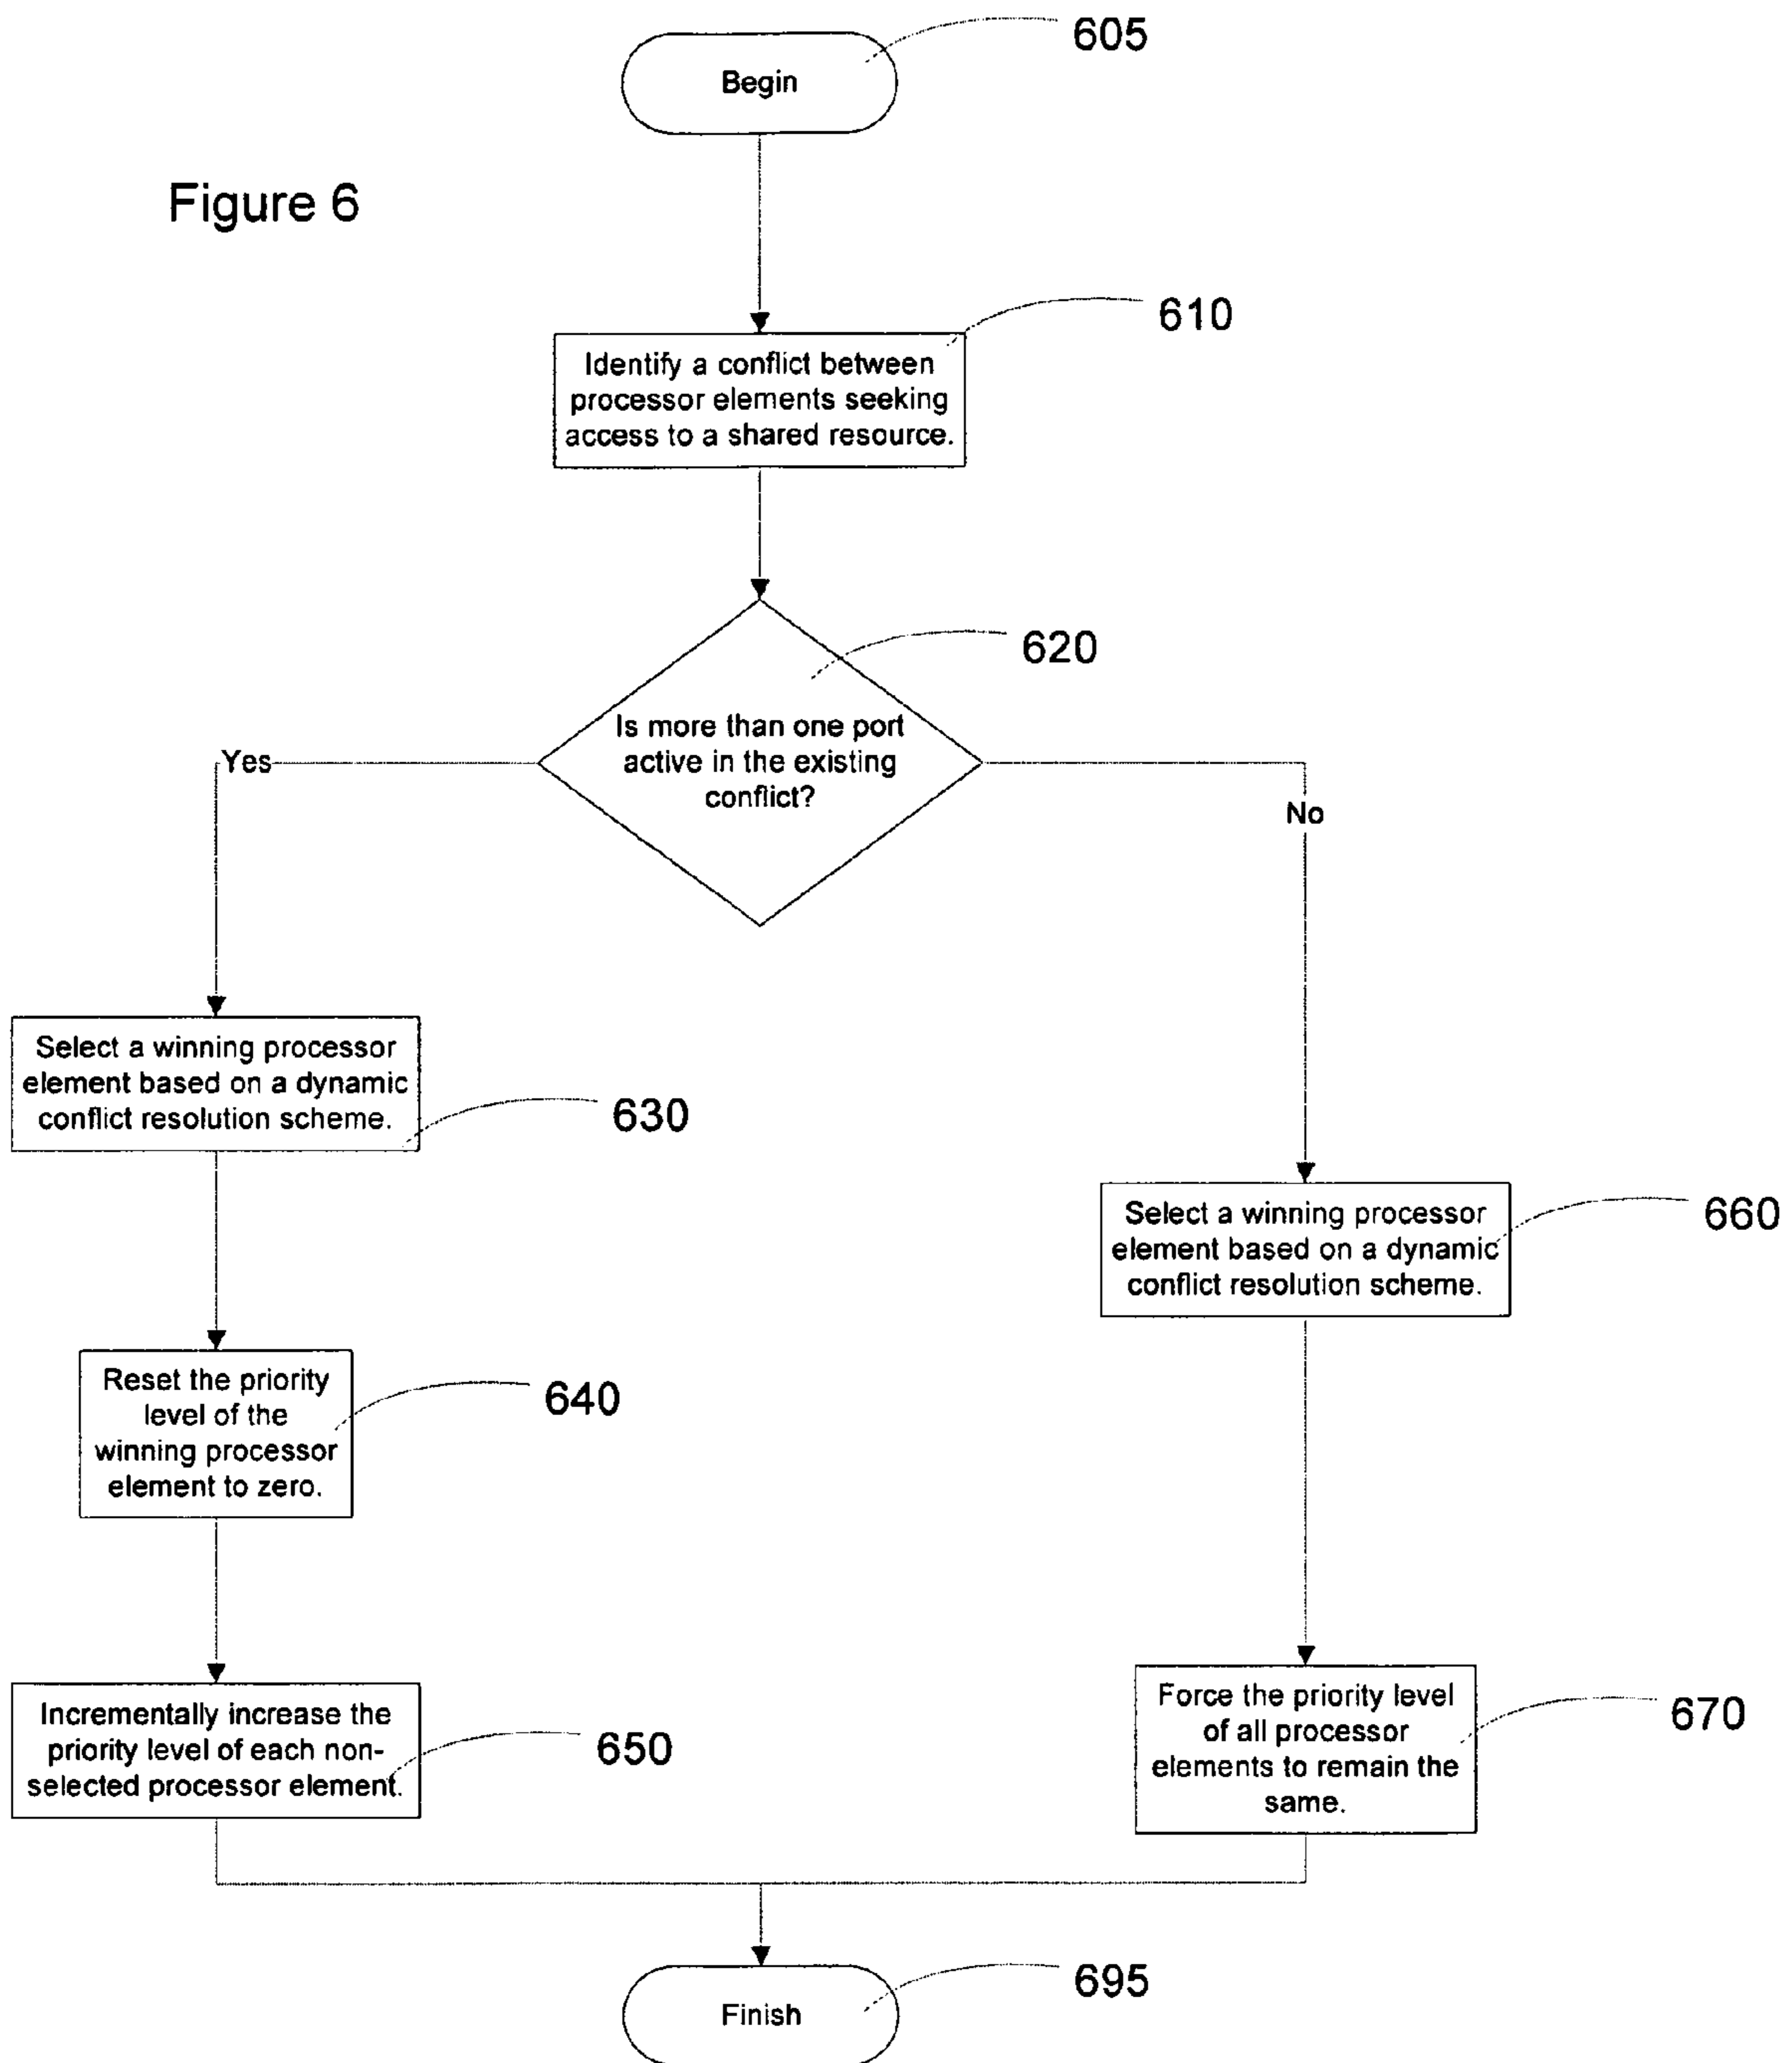 605
Begin
Figure 6
610
Identify a conflict between
processor elements seeking
access to a shared resource.
620
Is more than one port
active in the existing
conflict?
Yes
No
Select a winning processor
element based on a dynamic
conflict resolution scheme.
630
Select a winning processor
element based on a dynamic
conflict resolution scheme.
660
Reset the priority
level of the
winning processor
element to zero.
640
Incrementally increase the
priority level of each non-
selected processor element.
650
Force the priority level
of all processor
elements to remain the
same.
670
695
Finish